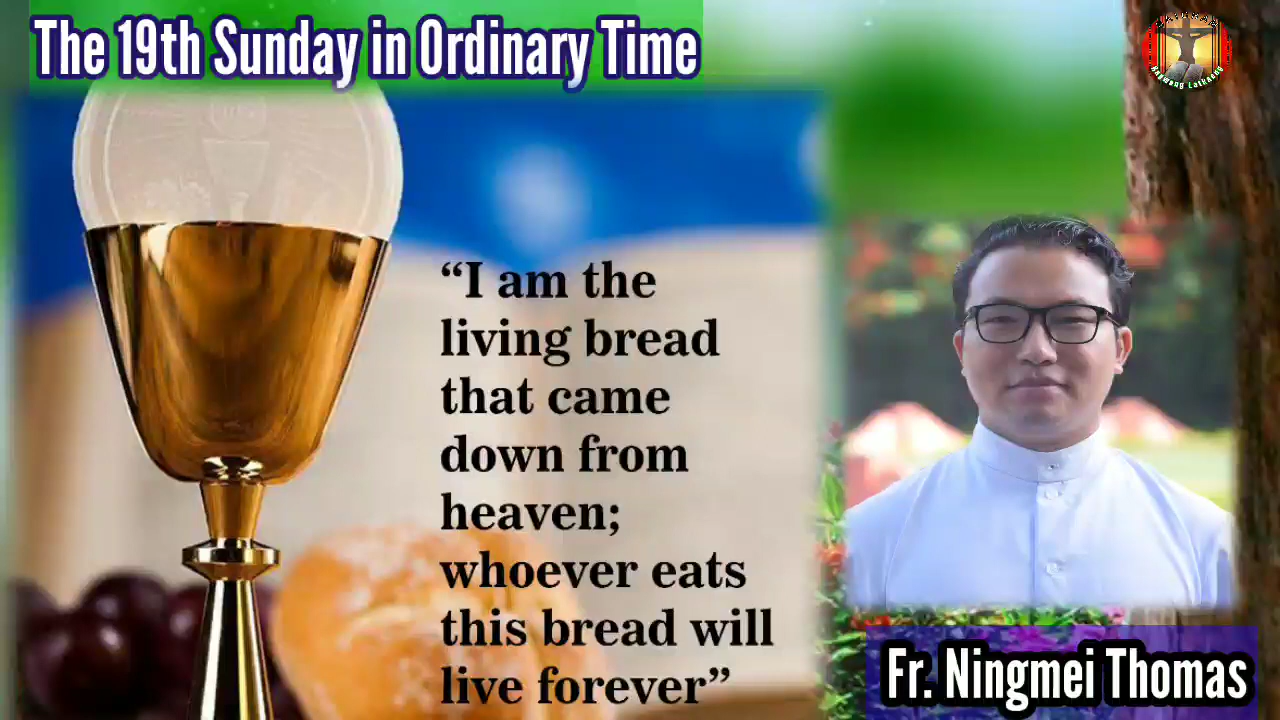 The 19th Sunday in Ordinary Time
“I am the
living bread
that came
down from
heaven;
whoever eats
this bread will
live forever”
Fr. Ningmei Thomas